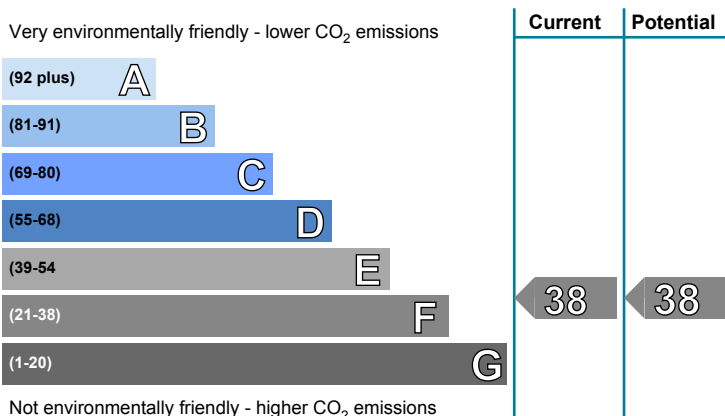 Very environmentally friendly - lower CO₂ emissions
Current
Potential
(92 plus) A
(81-91) B
(69-80) C
(55-68) D
(39-54 E
(21-38) F
38
38
(1-20) G
Not environmentally friendly - higher CO₂ emissions